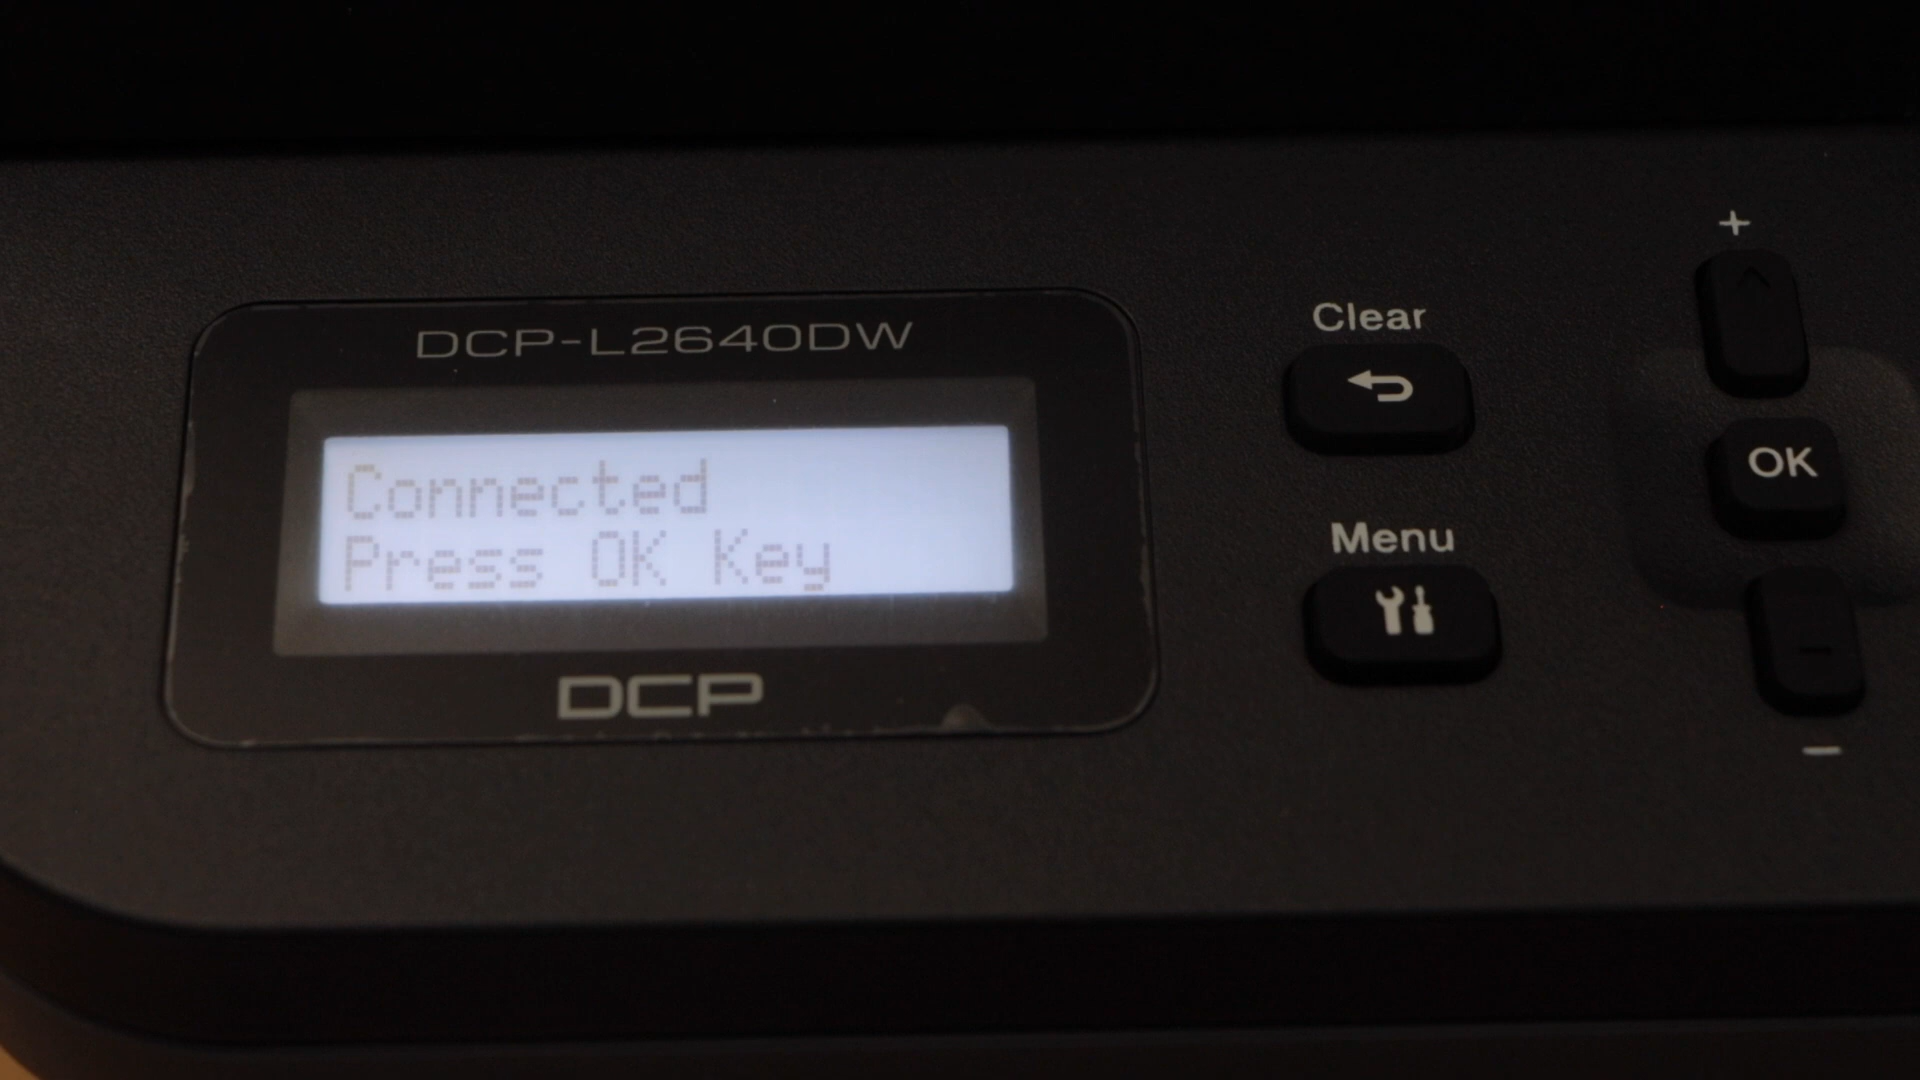 DCP-L2640DW
Connected
Press OK Key
DCP
Clear
Menu
+
OK
-